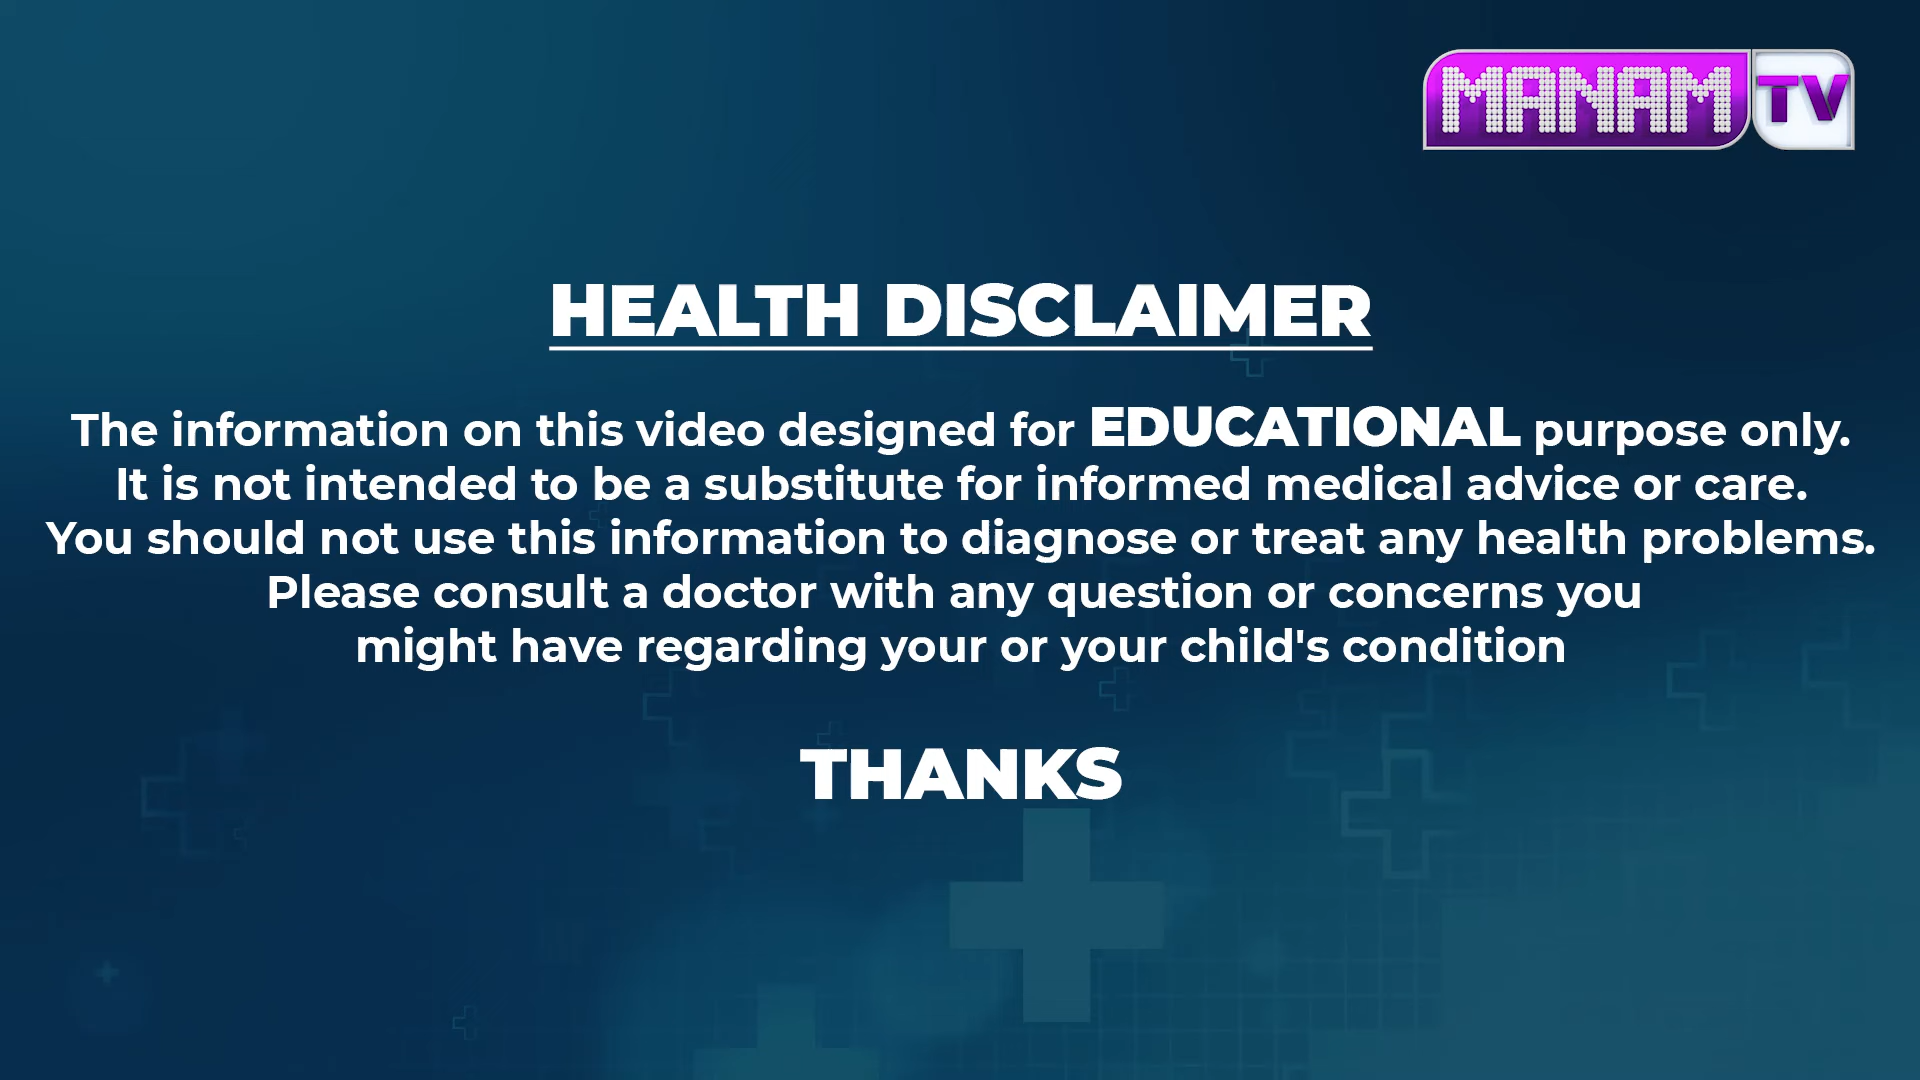 MANAM TV
HEALTH DISCLAIMER
The information on this video designed for EDUCATIONAL purpose only.
It is not intended to be a substitute for informed medical advice or care.
You should not use this information to diagnose or treat any health problems.
Please consult a doctor with any question or concerns you
might have regarding your or your child's condition
THANKS